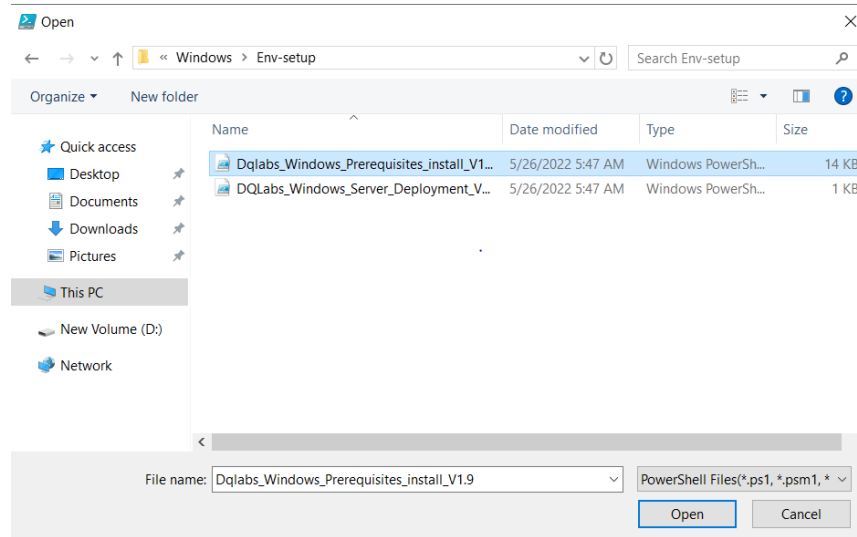 Open
« Windows > Env-setup
Search Env-setup
Organize
New folder
Name Date modified Type Size
Quick access
Desktop
Documents
Downloads
Pictures
This PC
New Volume (D:)
Network
Dqlabs_Windows_Prerequisites_install_V1... 5/26/2022 5:47 AM Windows PowerSh... 14 KB
DQLabs_Windows_Server_Deployment_V... 5/26/2022 5:47 AM Windows PowerSh... 1 KB
File name: Dqlabs_Windows_Prerequisites_install_V1.9
PowerShell Files(*.ps1, *.psm1, *
Open Cancel